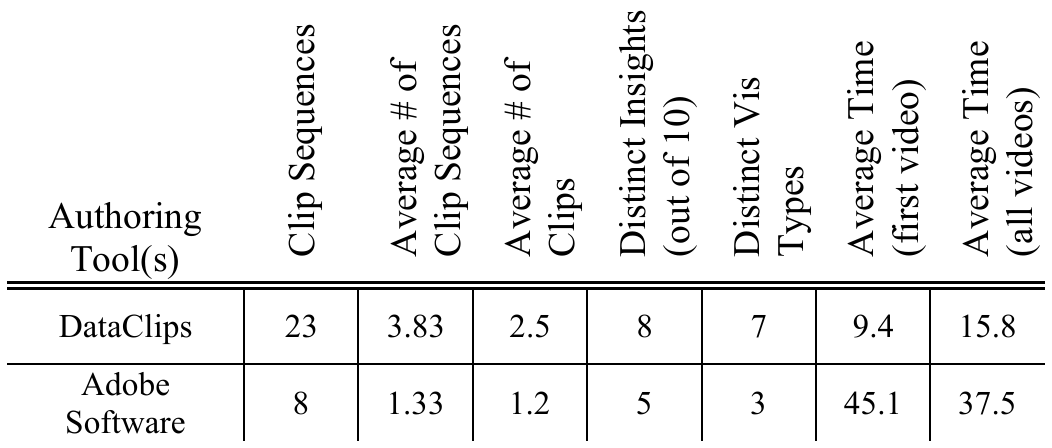 Authoring
Tool(s)
Clip Sequences
Average # of
Clip Sequences
Average # of
Clips
Distinct Insights
(out of 10)
Distinct Vis
Types
Average Time
(first video)
Average Time
(all videos)
DataClips 23 3.83 2.5 8 7 9.4 15.8
Adobe
Software 8 1.33 1.2 5 3 45.1 37.5